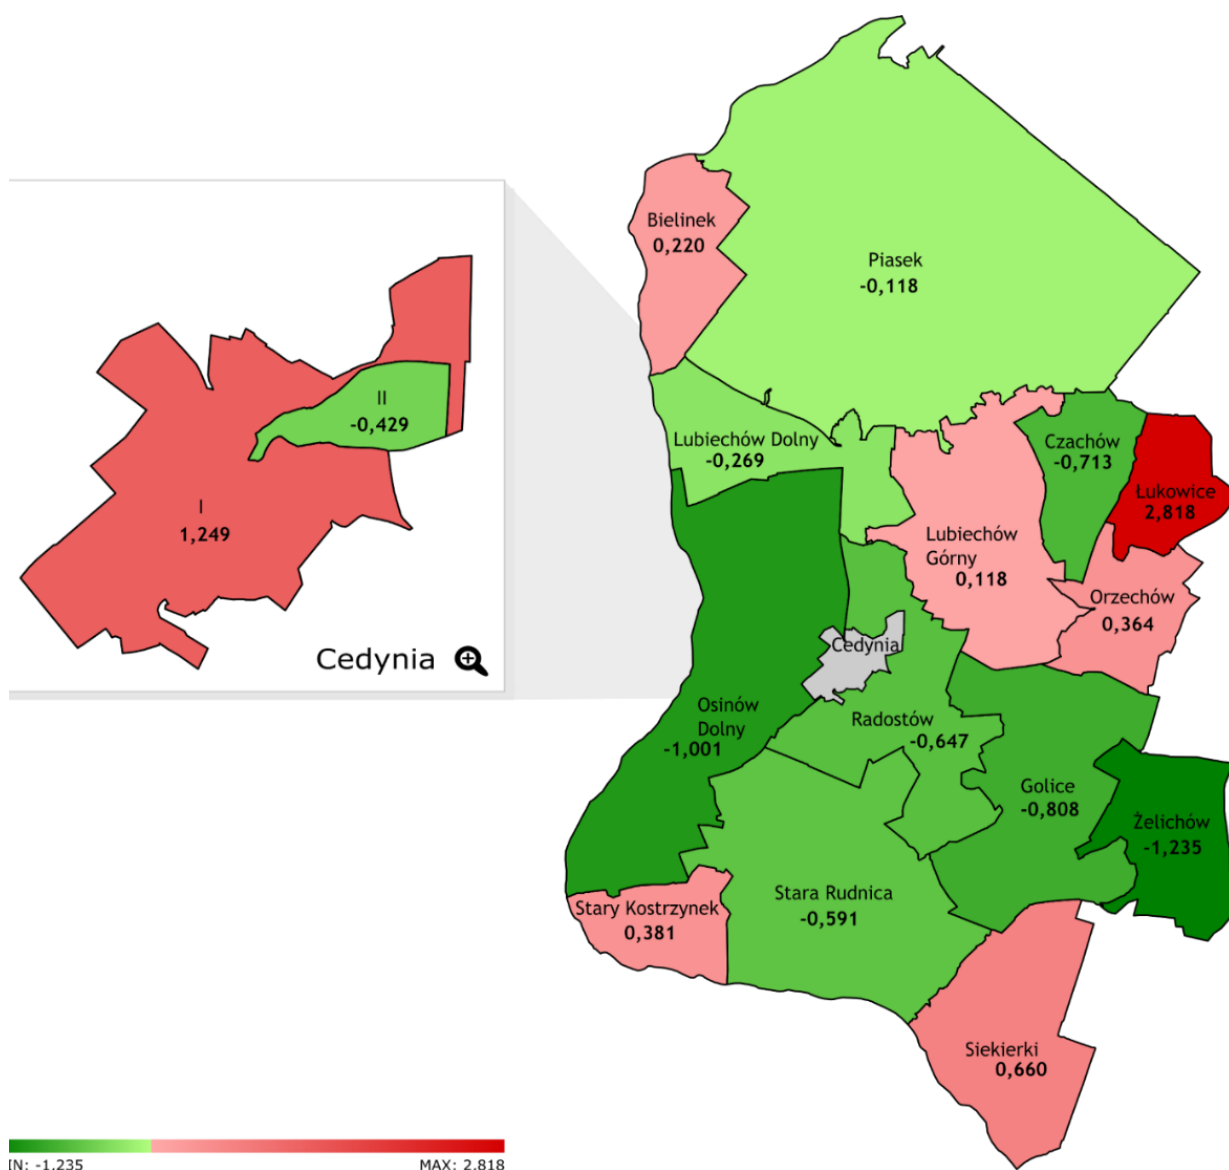 Bielinek
0,220
Piasek
-0,118
II
-0,429
Lubiechów Dolny
-0,269
Czachów
-0,713
Łukowice
2,818
I
1,249
Lubiechów
Górny
0,118
Orzechów
0,364
Cedynia
Cedynia
Osinów
Dolny
-1,001
Radostów
-0,647
Golice
-0,808
Żelichów
-1,235
Stara Rudnica
-0,591
Stary Kostrzynek
0,381
Siekierki
0,660
IN: -1,235
MAX: 2,818